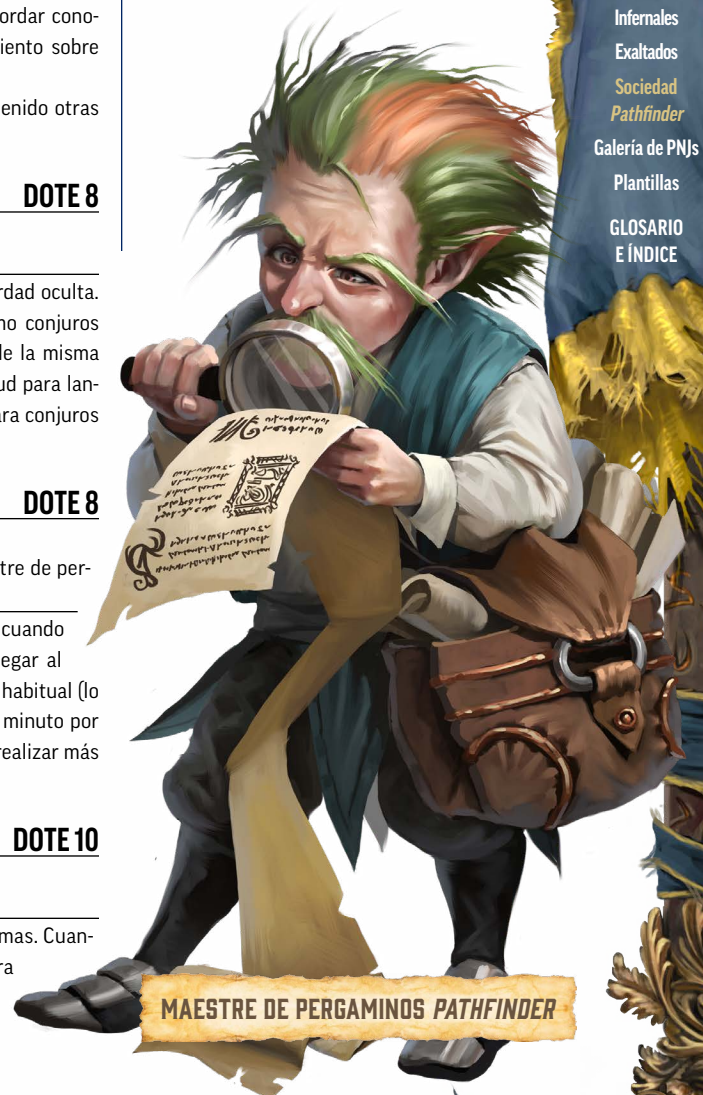 ordar cono-
iento sobre
enido otras
DOTE 8
rdad oculta.
no conjuros
de la misma
ud para lan-
ara conjuros
DOTE 8
tre de per-
cuando
egar al
habitual (lo
minuto por
realizar más
DOTE 10
mas. Cuan-
ra
MAESTRE DE PERGAMINOS PATHFINDER
Infernales
Exaltados
Sociedad
Pathfinder
Galería de PNJs
Plantillas
GLOSARIO
E ÍNDICE